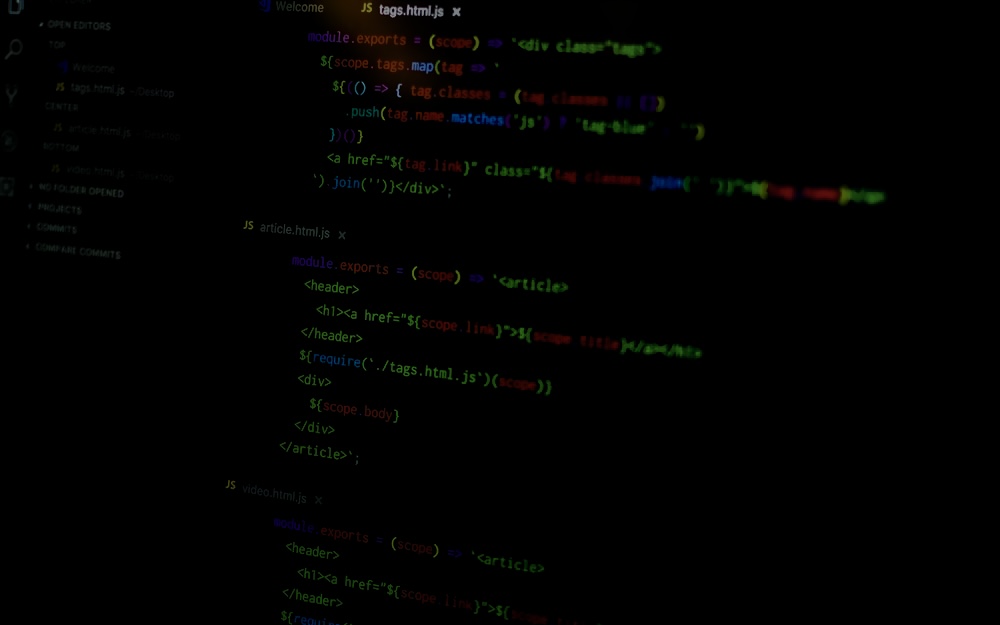 OPEN EDITORS
TOP
Welcome
JS tags.html.js ~/Desktop
CENTER
JS article.html.js ~/Desktop
BOTTOM
JS video.html.js ~/Desktop
NO FOLDER OPENED
PROJECTS
COMMITS
COMPARE COMMITS
Welcome JS tags.html.js ×
module.exports = (scope) => `<div class="tags">
${scope.tags.map(tag => `
${(() => { tag.classes = (tag.classes || [])
.push(tag.name.matches('js') ? 'tag-blue' : '')
})()}
<a href="${tag.link}" class="${tag.classes.join(' ')}">${tag.name}</a>
`).join('')}</div>`;
JS article.html.js ×
module.exports = (scope) => `<article>
<header>
<h1><a href="${scope.link}">${scope.title}</a></h1>
</header>
${require(`./tags.html.js`)(scope)}
<div>
${scope.body}
</div>
</article>`;
JS video.html.js ×
module.exports = (scope) => `<article>
<header>
<h1><a href="${scope.link}">${
</header>
${require(